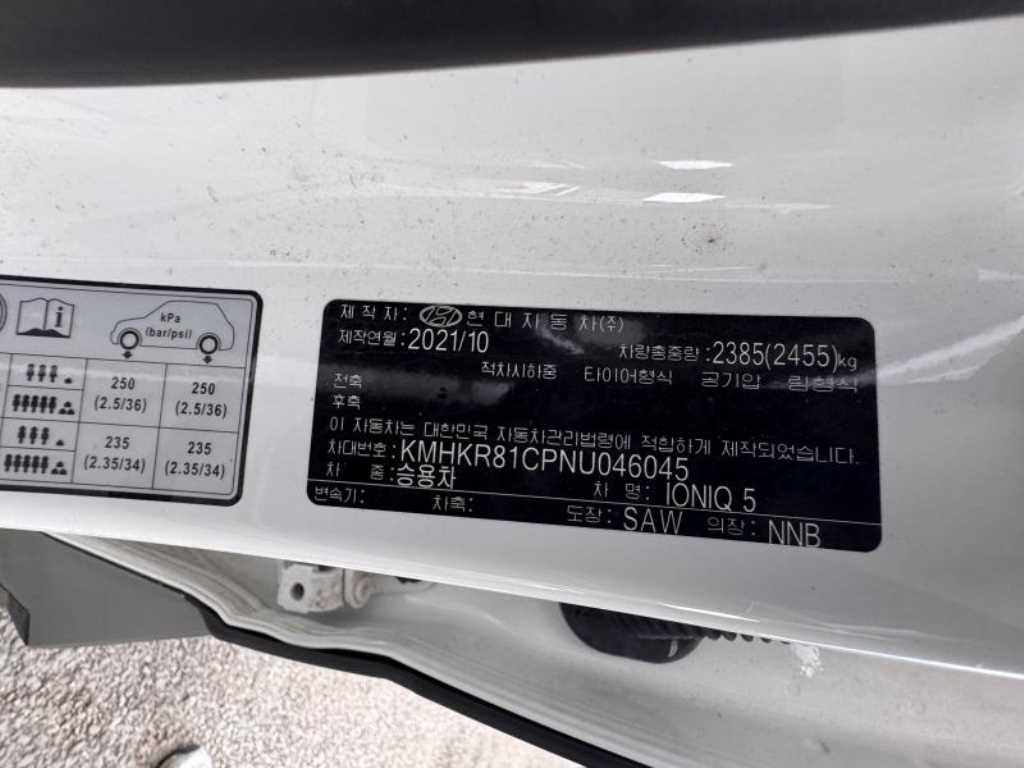 kPa
(bar/psi)
250
(2.5/36)
250
(2.5/36)
235
(2.35/34)
235
(2.35/34)
제 작 자: 현 대 자 동 차(주)
제작연월: 2021/10 차량총중량: 2385(2455)kg
적차시하중 타이어형식 공기압 림형식
전축
후축
이 자동차는 대한민국 자동차관리법령에 적합하게 제작되었습니다.
차대번호: KMHKR81CPNU046045
차 종: 승용차 차 명: IONIQ 5
변속기: 차축: 도장: SAW 의장: NNB